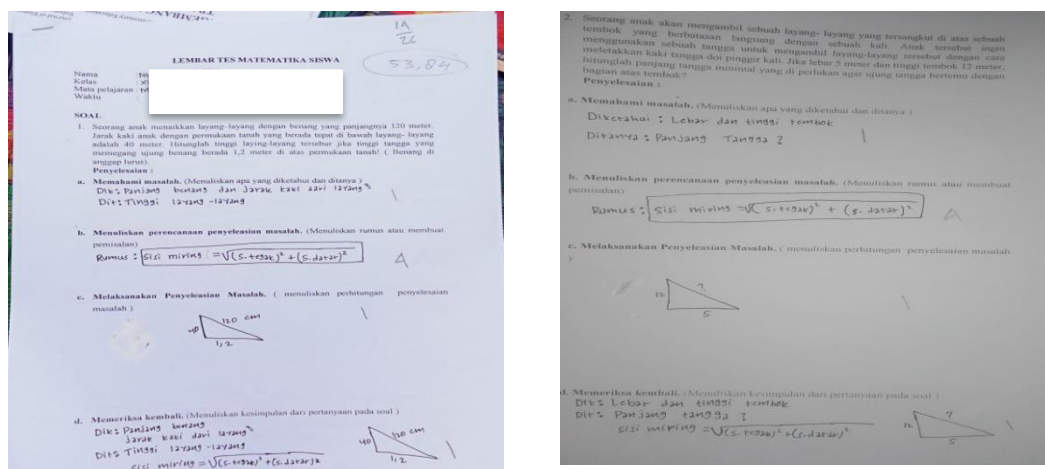 14
26
53,84
LEMBAR TES MATEMATIKA SISWA
Nama :
Kelas :
Mata pelajaran :
Waktu
SOAL
1. Seorang anak menaikkan layang-layang dengan benang yang panjangnya 120 meter.
Jarak kaki anak dengan permukaan tanah yang berada tepat di bawah layang- layang
adalah 40 meter. Hitunglah tinggi laying-layang tersebut jika tinggi tangga yang
memegang ujung benang berada 1,2 meter di atas permukaan tanah! ( Benang di
anggap lurus).
Penyelesaian :
a. Memahami masalah. (Menuliskan apa yang diketahui dan ditanya )
Dik: Panjang benang dan Jarak kaki dari layang²
Dit: Tinggi layang -layang
1
b. Menuliskan perencanaan penyeleasian masalah. (Menuliskan rumus atau membuat
pemisalan)
Rumus : Sisi miring = √(s.tegak)² + (s.datar)²
4
c. Melaksanakan Penyeleasian Masalah. ( menuliskan perhitungan penyelesaian
masalah )
120 cm
40
1,2
1
d. Memeriksa kembali. (Menuliskan kesimpulan dari pertanyaan pada soal )
Dik: Panjang benang
Jarak kaki dari layang²
Dit: Tinggi layang -layang
sisi miring = √(s.tegak)² + (s.datar)²
120 cm
40
1,2
1
2. Seorang anak akan mengambil sebuah layang- layang yang tersangkut di atas sebuah
tembok yang berbatasan langsung dengan sebuah kali. Anak tersebut ingin
menggunakan sebuah tangga untuk mengambil layang-layang tersebut dengan cara
meletakkan kaki tangga doi pinggir kali. Jika lebar 5 meter dan tinggi tembok 12 meter,
hitunglah panjang tangga minimal yang di perlukan agar ujung tangga bertemu dengan
bagian atas tembok?
Penyelesaian :
a. Memahami masalah. (Menuliskan apa yang diketahui dan ditanya )
Diketahui : Lebar dan tinggi tembok
Ditanya : Panjang Tangga ?
1
b. Menuliskan perencanaan penyeleasian masalah. (Menuliskan rumus atau membuat
pemisalan)
Rumus : Sisi miring = √(s.tegak)² + (s.datar)²
4
c. Melaksanakan Penyelesaian Masalah. ( menuliskan perhitungan penyelesaian masalah
)
12
?
5
1
d. Memeriksa kembali. (Menuliskan kesimpulan dari pertanyaan pada soal )
Dik: Lebar dan tinggi tembok
Dit: Panjang tangga ?
sisi miring = √(s.tegak)² + (s.datar)²
12
?
5
1